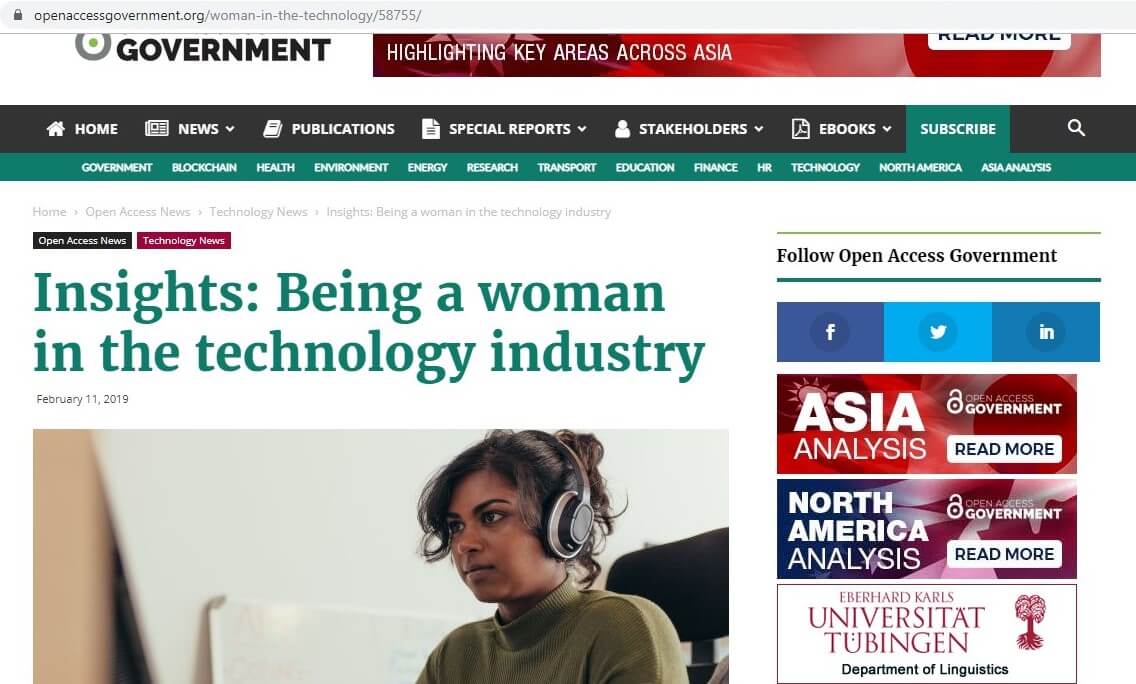 openaccessgovernment.org/woman-in-the-technology/58755/
GOVERNMENT
HIGHLIGHTING KEY AREAS ACROSS ASIA
READ MORE
HOME NEWS PUBLICATIONS SPECIAL REPORTS STAKEHOLDERS EBOOKS SUBSCRIBE
GOVERNMENT BLOCKCHAIN HEALTH ENVIRONMENT ENERGY RESEARCH TRANSPORT EDUCATION FINANCE HR TECHNOLOGY NORTH AMERICA ASIA ANALYSIS
Home › Open Access News › Technology News › Insights: Being a woman in the technology industry
Open Access News Technology News
Insights: Being a woman
in the technology industry
February 11, 2019
Follow Open Access Government
f in
ASIA
ANALYSIS
OPEN ACCESS
GOVERNMENT
READ MORE
NORTH
AMERICA
ANALYSIS
OPEN ACCESS
GOVERNMENT
READ MORE
EBERHARD KARLS
UNIVERSITÄT
TÜBINGEN
Department of Linguistics